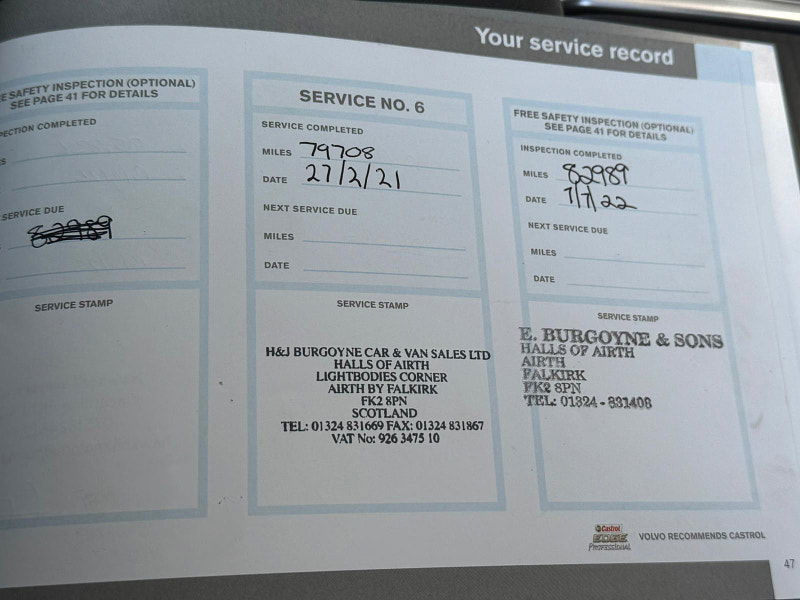 Your service record
E SAFETY INSPECTION (OPTIONAL)
SEE PAGE 41 FOR DETAILS
PECTION COMPLETED
S
SERVICE DUE
SERVICE STAMP
SERVICE NO. 6
SERVICE COMPLETED
MILES 79708
DATE 27/2/21
NEXT SERVICE DUE
MILES
DATE
SERVICE STAMP
H&J BURGOYNE CAR & VAN SALES LTD
HALLS OF AIRTH
LIGHTBODIES CORNER
AIRTH BY FALKIRK
FK2 8PN
SCOTLAND
TEL: 01324 831669 FAX: 01324 831867
VAT No: 926 3475 10
FREE SAFETY INSPECTION (OPTIONAL)
SEE PAGE 41 FOR DETAILS
INSPECTION COMPLETED
MILES 82989
DATE 7/7/22
NEXT SERVICE DUE
MILES
DATE
SERVICE STAMP
E. BURGOYNE & SONS
HALLS OF AIRTH
AIRTH
FALKIRK
FK2 8PN
TEL: 01324 - 831408
Castrol
EDGE
Professional
VOLVO RECOMMENDS CASTROL
47